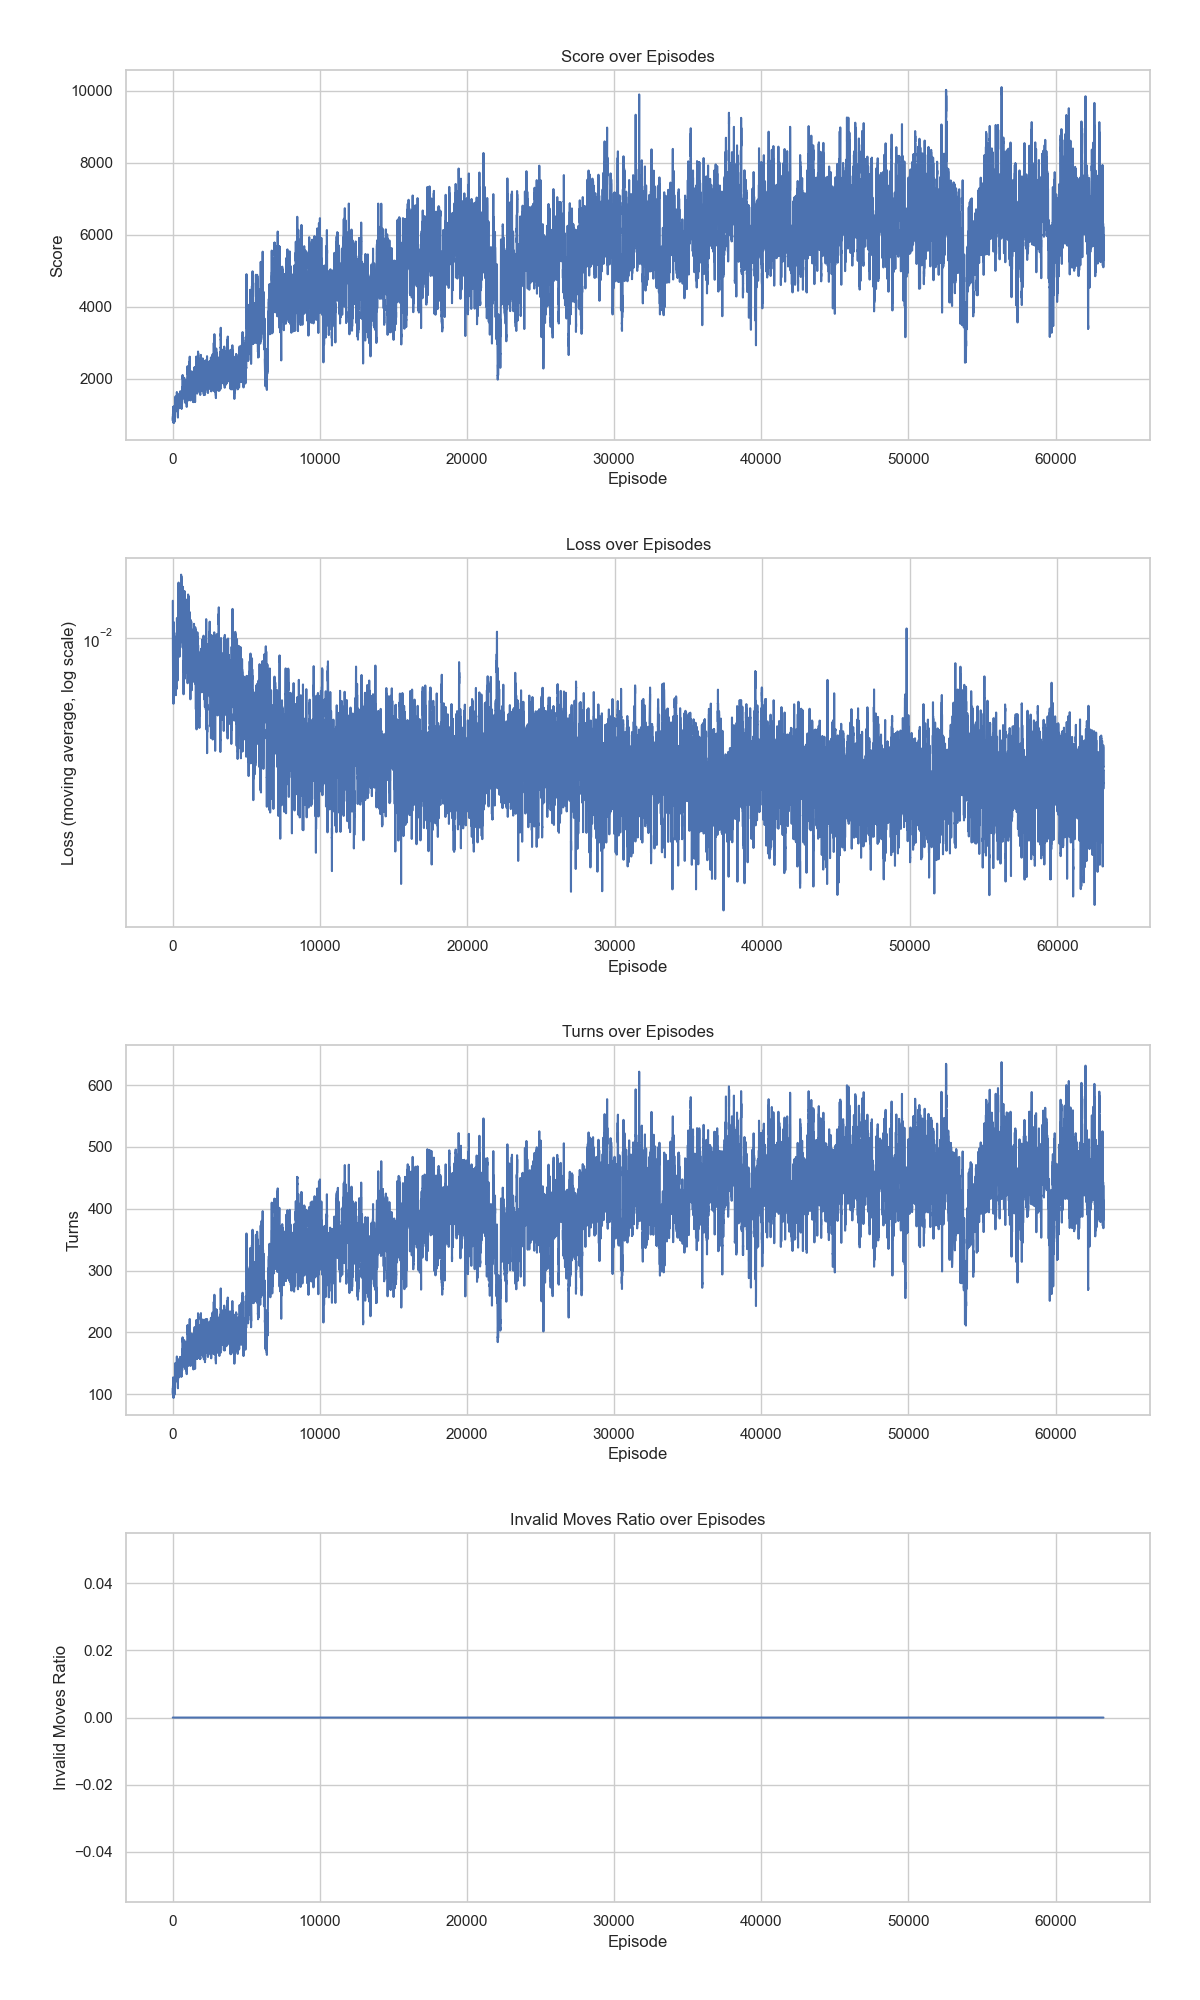 Score over Episodes
10000
8000
6000
4000
2000
Score
0 10000 20000 30000 40000 50000 60000
Episode
Loss over Episodes
10⁻²
Loss (moving average, log scale)
0 10000 20000 30000 40000 50000 60000
Episode
Turns over Episodes
600
500
400
300
200
100
Turns
0 10000 20000 30000 40000 50000 60000
Episode
Invalid Moves Ratio over Episodes
0.04
0.02
0.00
−0.02
−0.04
Invalid Moves Ratio
0 10000 20000 30000 40000 50000 60000
Episode